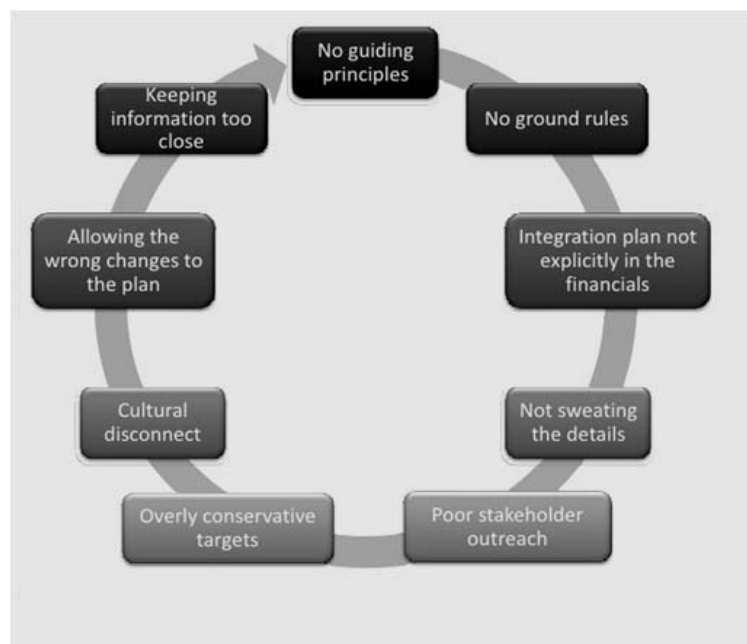 No guiding
principles
No ground rules
Integration plan not
explicitly in the
financials
Not sweating
the details
Poor stakeholder
outreach
Overly conservative
targets
Cultural
disconnect
Allowing the
wrong changes to
the plan
Keeping
information too
close